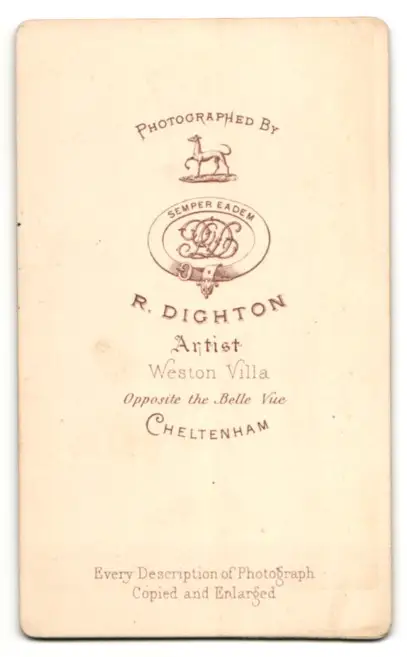 PHOTOGRAPHED BY
SEMPER EADEM
R. DIGHTON
Artist
Weston Villa
Opposite the Belle Vue
CHELTENHAM
Every Description of Photograph
Copied and Enlarged